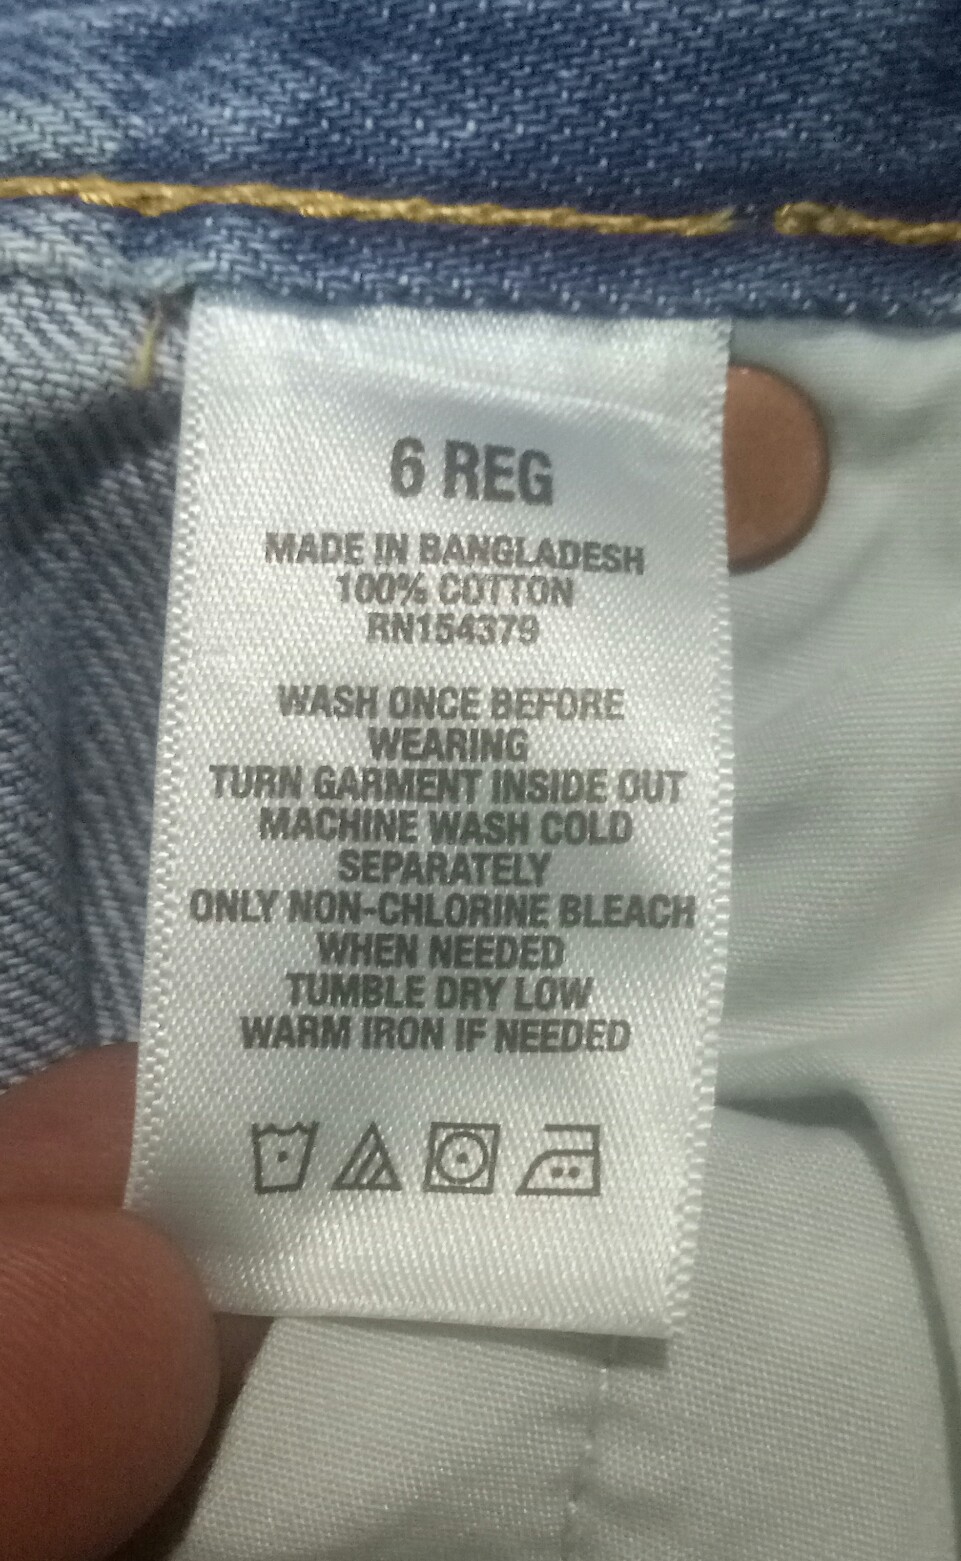 6 REG
MADE IN BANGLADESH
100% COTTON
RN154379
WASH ONCE BEFORE
WEARING
TURN GARMENT INSIDE OUT
MACHINE WASH COLD
SEPARATELY
ONLY NON-CHLORINE BLEACH
WHEN NEEDED
TUMBLE DRY LOW
WARM IRON IF NEEDED